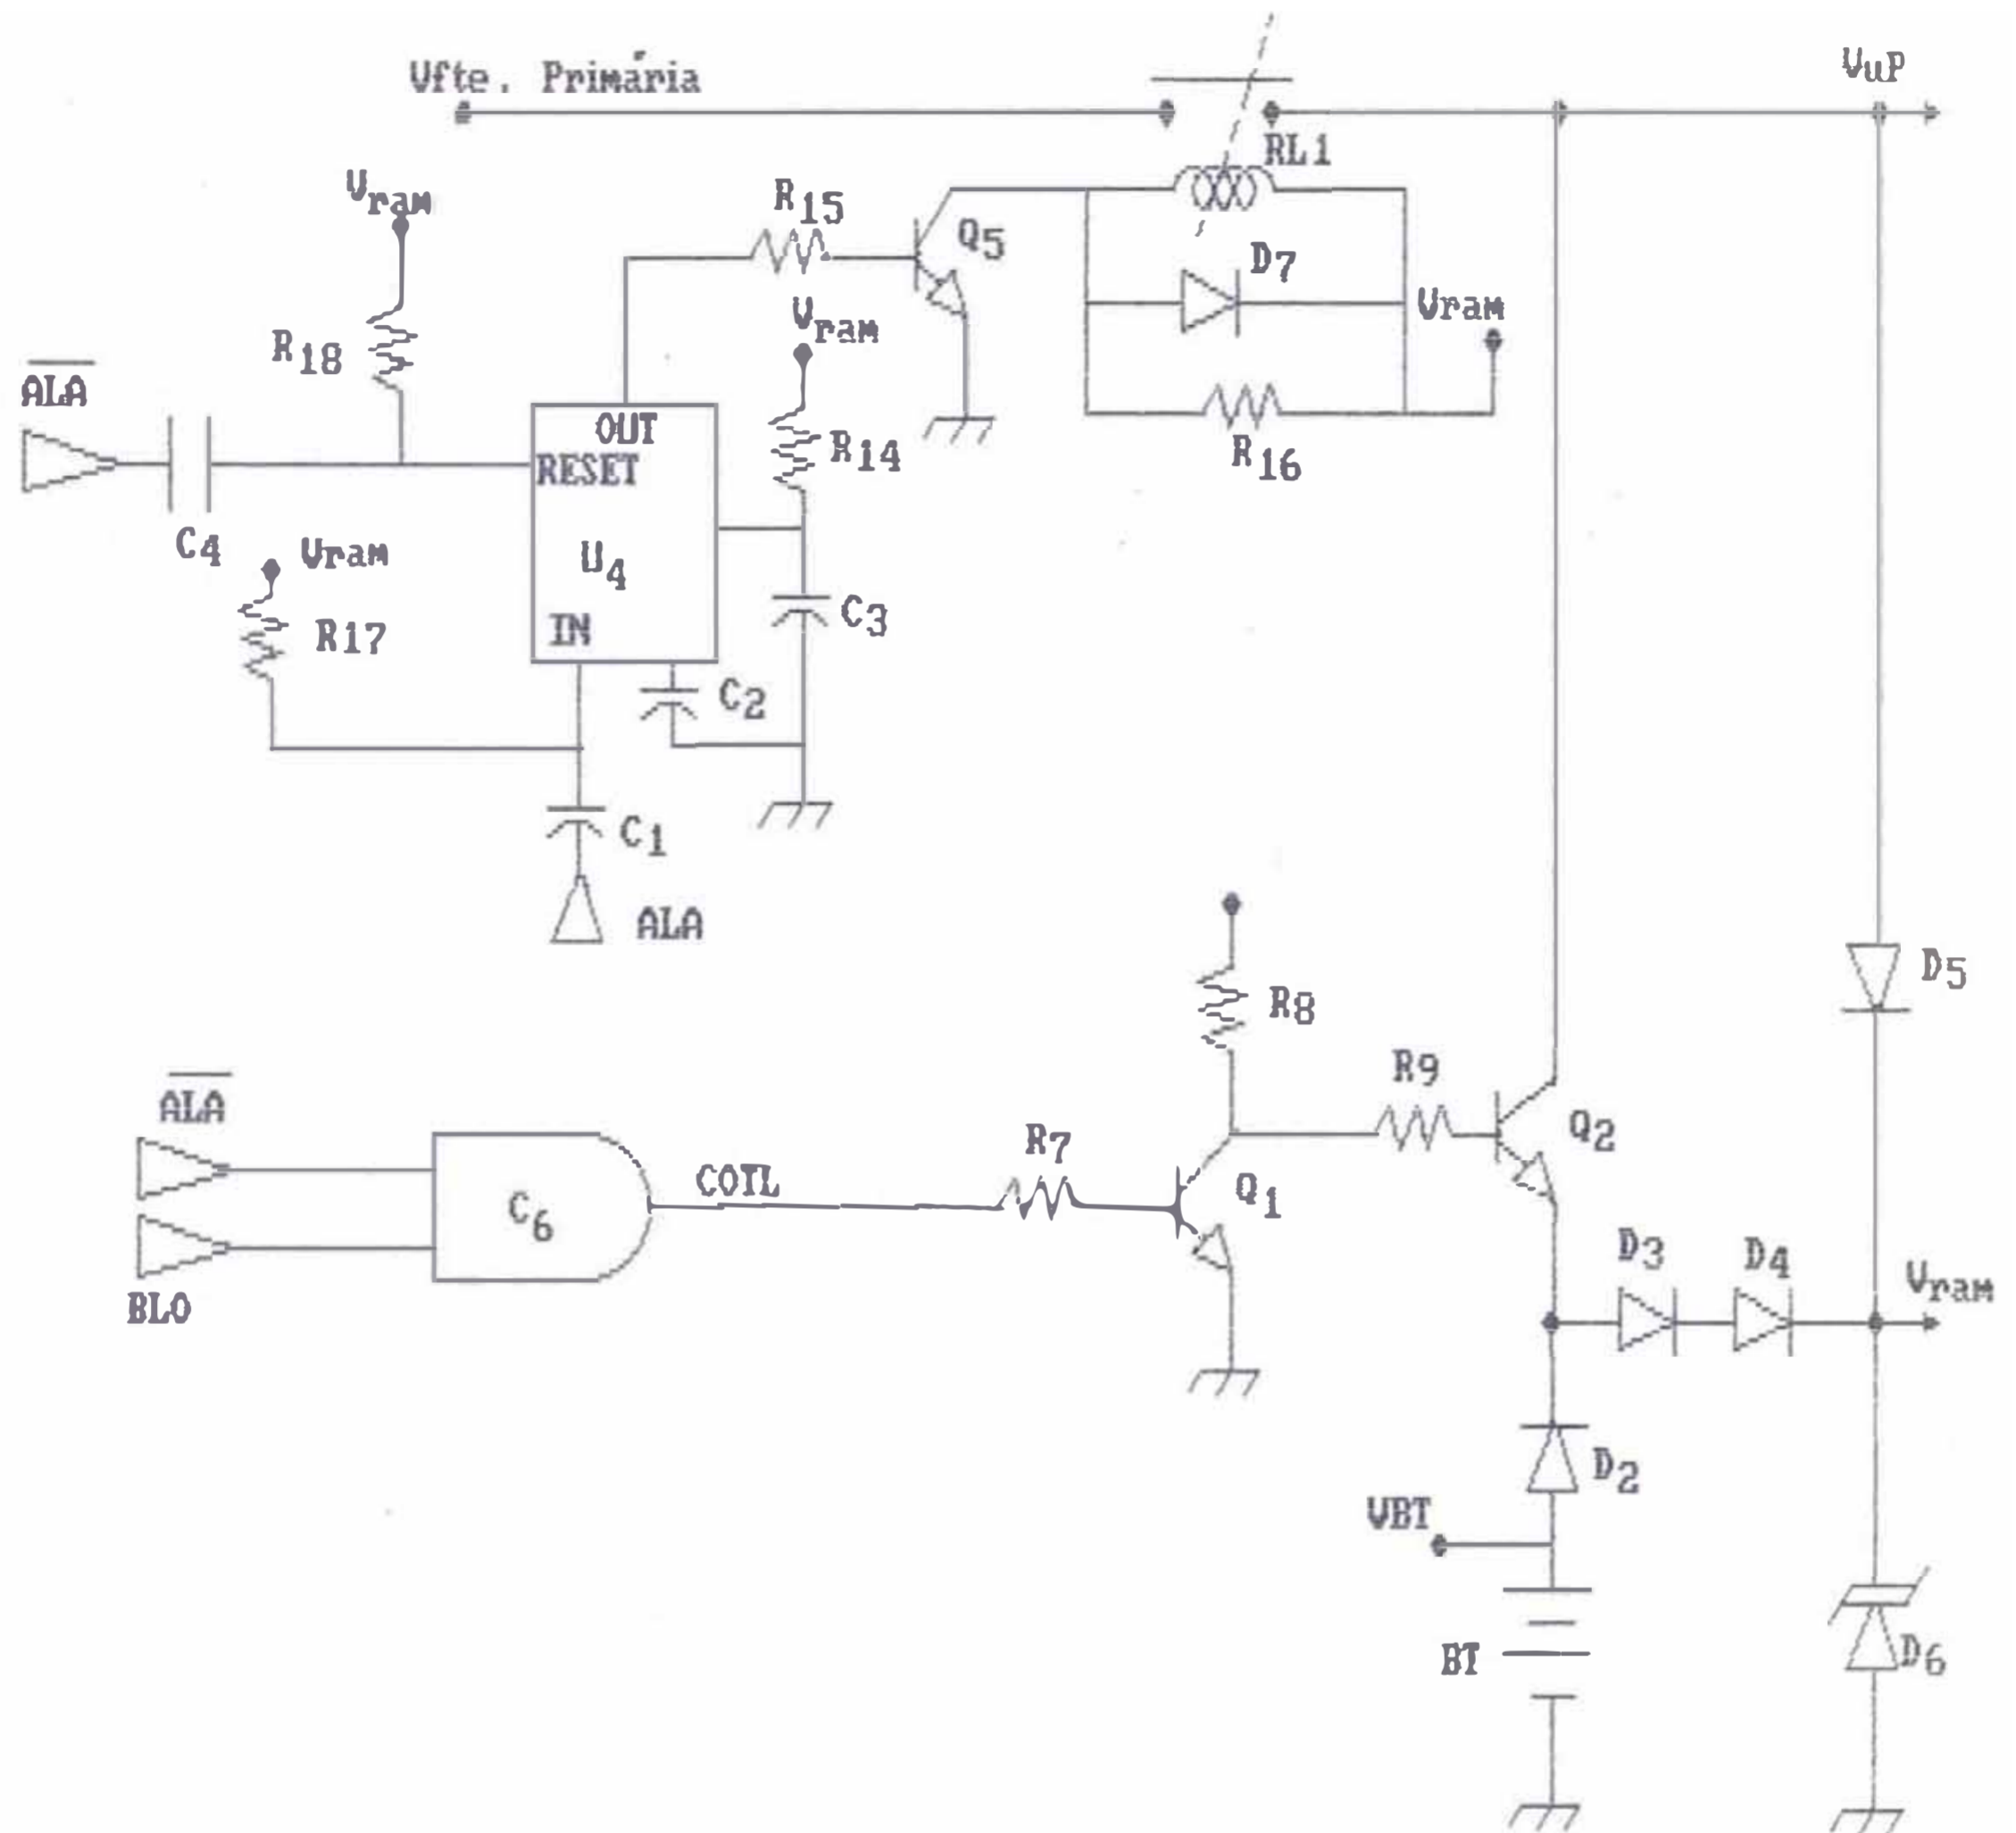 Vfte. Primária
VuP
RL1
Vram
R15
Q5
D7
Vram
Vram
R18
ALA
OUT
RESET
R14
R16
C4
Vram
U4
C3
R17
IN
C2
C1
ALA
R8
D5
ALA
R9
Q2
R7
COTL
Q1
C6
BLO
D3
D4
Vram
D2
VBT
BT
D6